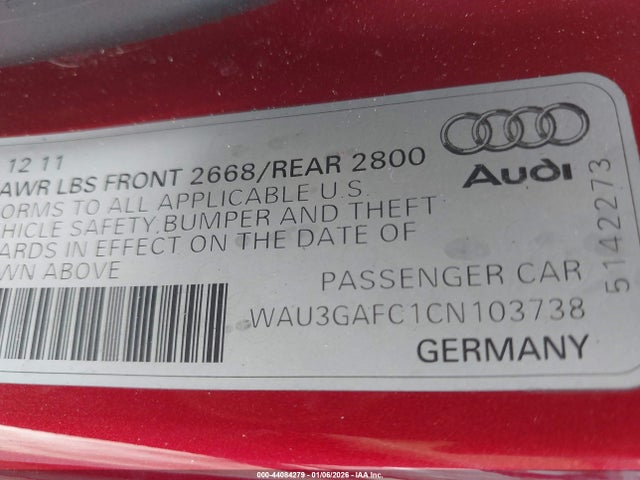 12 11
AWR LBS FRONT 2668/REAR 2800
ORMS TO ALL APPLICABLE U.S.
HICLE SAFETY, BUMPER AND THEFT
ARDS IN EFFECT ON THE DATE OF
WN ABOVE
Audi
5142273
PASSENGER CAR
WAU3GAFC1CN103738
GERMANY
000-44084279 - 01/06/2026 - IAA Inc.